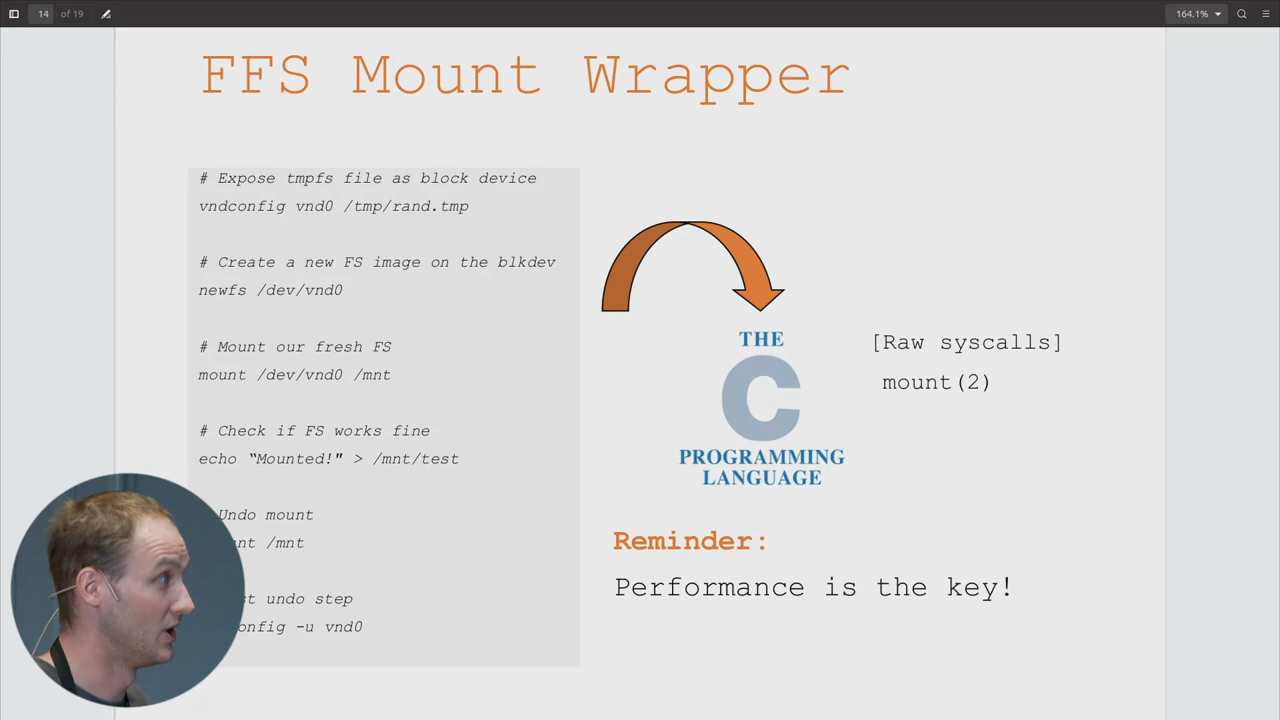 14 of 19
164.1%
FFS Mount Wrapper
# Expose tmpfs file as block device
vndconfig vnd0 /tmp/rand.tmp
# Create a new FS image on the blkdev
newfs /dev/vnd0
# Mount our fresh FS
mount /dev/vnd0 /mnt
# Check if FS works fine
echo “Mounted!" > /mnt/test
Undo mount
/mnt
undo step
-u vnd0
THE
C
PROGRAMMING
LANGUAGE
[Raw syscalls]
mount(2)
Reminder:
Performance is the key!